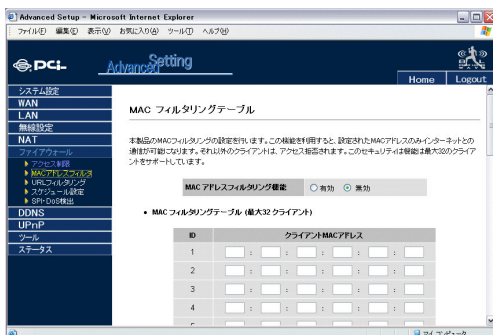 Advanced Setup - Microsoft Internet Explorer
ファイル(F) 編集(E) 表示(V) お気に入り(A) ツール(T) ヘルプ(H)
PCi
Advanced Setting
Home Logout
システム設定
WAN
LAN
無線設定
NAT
ファイアウォール
アクセス制限
MACアドレスフィルタ
URLフィルタリング
スケジュール設定
SPI・DoS検出
DDNS
UPnP
ツール
ステータス
MAC フィルタリングテーブル
本製品のMACフィルタリングの設定を行います。この機能を利用すると、設定されたMACアドレスのみインターネットとの
通信が可能になります。それ以外のクライアントは、アクセス拒否されます。このセキュリティは機能は最大32のクライア
ントをサポートしています。
MAC アドレスフィルタリング機能 有効 無効
• MAC フィルタリングテーブル (最大32 クライアント)
ID クライアントMACアドレス
1 : : : : :
2 : : : : :
3 : : : : :
4 : : : : :
マイ コンピュータ